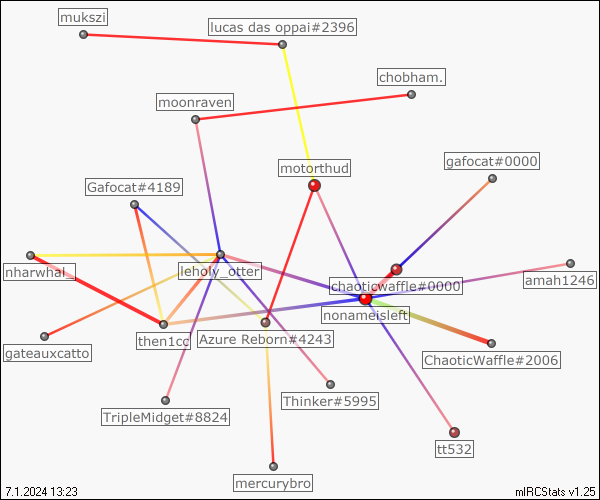 mukszi
lucas das oppai#2396
chobham.
moonraven
gafocat#0000
motorthud
Gafocat#4189
nharwhal_
leholy_otter
chaoticwaffle#0000
amah1246
nonameisleft
then1cc
Azure Reborn#4243
gateauxcatto
ChaoticWaffle#2006
Thinker#5995
TripleMidget#8824
tt532
mercurybro
7.1.2024 13:23
mIRCStats v1.25